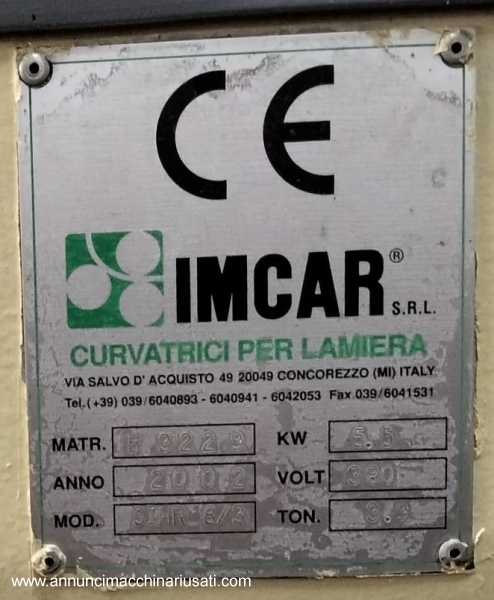 CE
IMCAR® S.R.L.
CURVATRICI PER LAMIERA
VIA SALVO D' ACQUISTO 49 20049 CONCOREZZO (MI) ITALY
Tel.(+39) 039/6040893 - 6040941 - 6042053 Fax 039/6041531
MATR. B 9229 KW 5.5
ANNO 2002 VOLT 380
MOD. TON.
www.annuncimacchinariusati.com